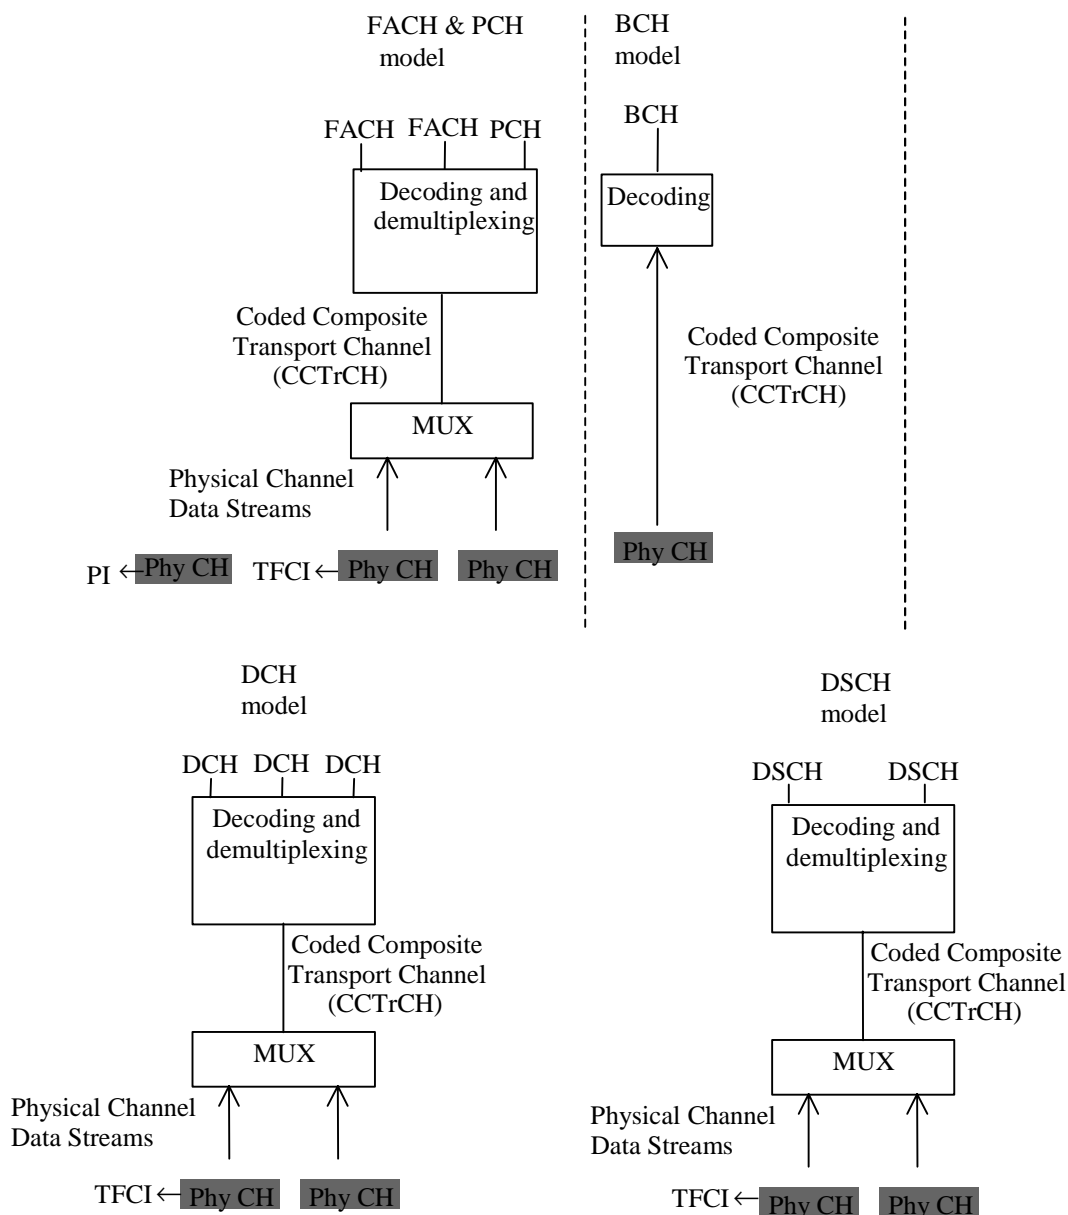 FACH & PCH
model
BCH
model
FACH FACH PCH
BCH
Decoding and
demultiplexing
Decoding
Coded Composite
Transport Channel
(CCTrCH)
Coded Composite
Transport Channel
(CCTrCH)
MUX
Physical Channel
Data Streams
PI Phy CH TFCI Phy CH Phy CH
Phy CH
DCH
model
DSCH
model
DCH DCH DCH
DSCH DSCH
Decoding and
demultiplexing
Decoding and
demultiplexing
Coded Composite
Transport Channel
(CCTrCH)
Coded Composite
Transport Channel
(CCTrCH)
MUX
MUX
Physical Channel
Data Streams
Physical Channel
Data Streams
TFCI Phy CH Phy CH
TFCI Phy CH Phy CH